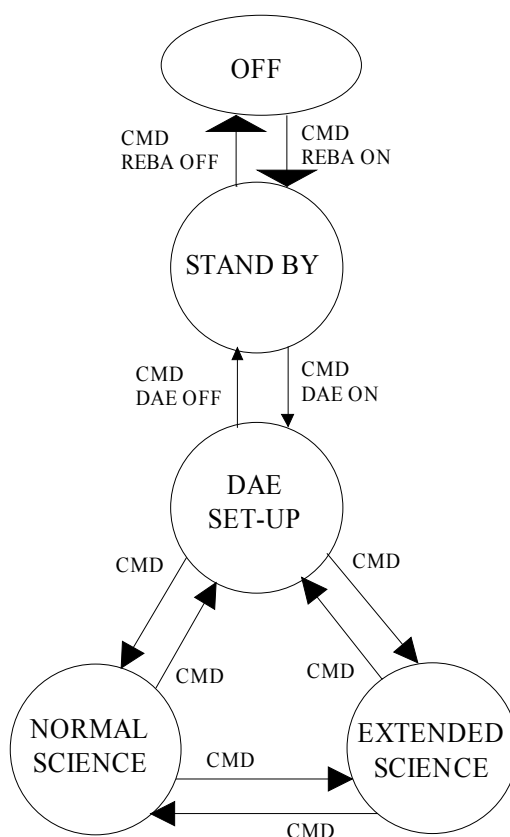 OFF
CMD
REBA OFF
CMD
REBA ON
STAND BY
CMD
DAE OFF
CMD
DAE ON
DAE
SET-UP
CMD
CMD
CMD
CMD
NORMAL
SCIENCE
CMD
EXTENDED
SCIENCE
CMD